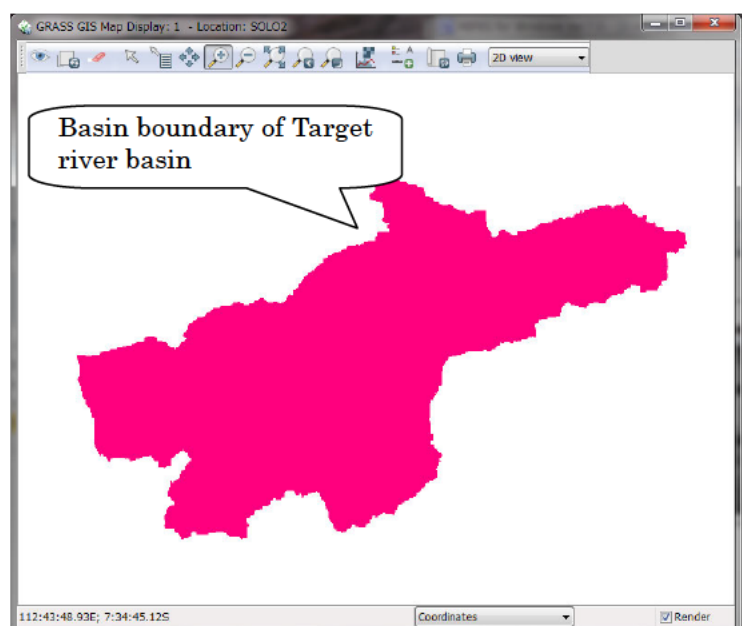 GRASS GIS Map Display: 1 - Location: SOLO2
2D view
Basin boundary of Target
river basin
112:43:48.93E; 7:34:45.12S
Coordinates
Render